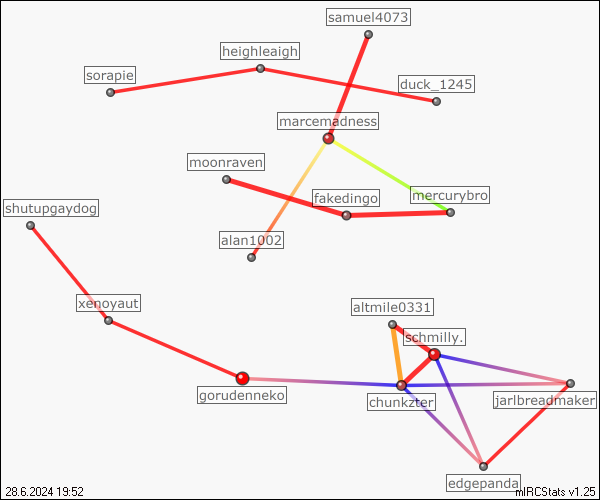 samuel4073
heighleaigh
sorapie
duck_1245
marcemadness
moonraven
fakedingo
mercurybro
shutupgaydog
alan1002
xenoyaut
altmile0331
schmilly.
gorudenneko
chunkzter
jarlbreadmaker
edgepanda
28.6.2024 19:52
mIRCStats v1.25